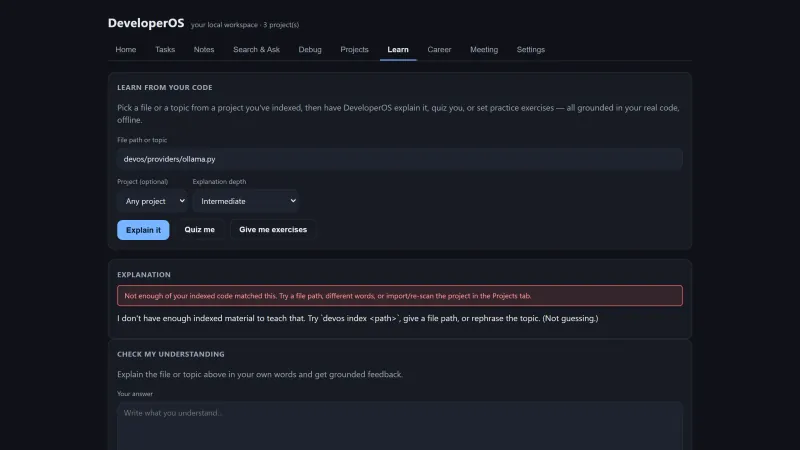 DeveloperOS your local workspace · 3 project(s)
Home Tasks Notes Search & Ask Debug Projects Learn Career Meeting Settings
LEARN FROM YOUR CODE
Pick a file or a topic from a project you've indexed, then have DeveloperOS explain it, quiz you, or set practice exercises — all grounded in your real code,
offline.
File path or topic
devos/providers/ollama.py
Project (optional) Explanation depth
Any project Intermediate
Explain it Quiz me Give me exercises
EXPLANATION
Not enough of your indexed code matched this. Try a file path, different words, or import/re-scan the project in the Projects tab.
I don't have enough indexed material to teach that. Try `devos index <path>`, give a file path, or rephrase the topic. (Not guessing.)
CHECK MY UNDERSTANDING
Explain the file or topic above in your own words and get grounded feedback.
Your answer
Write what you understand...